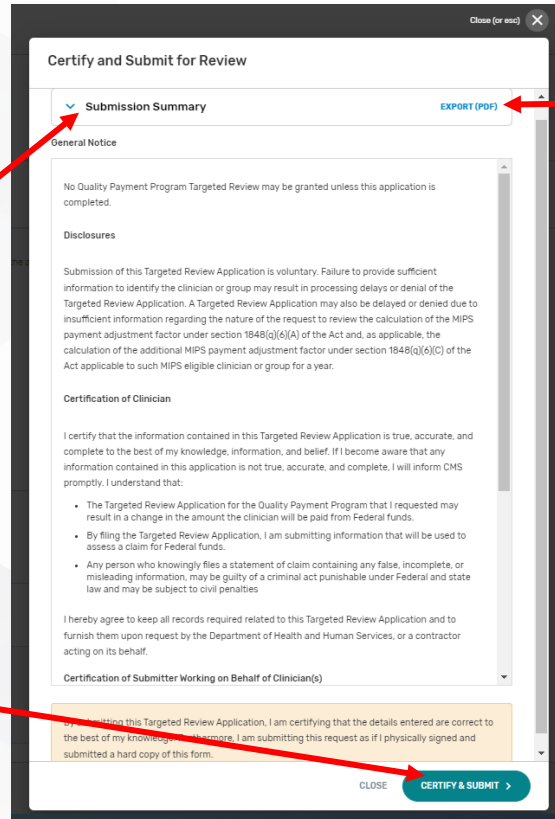 Close (or esc)
Certify and Submit for Review
Submission Summary
EXPORT (PDF)
General Notice
No Quality Payment Program Targeted Review may be granted unless this application is
completed.
Disclosures
Submission of this Targeted Review Application is voluntary. Failure to provide sufficient
information to identify the clinician or group may result in processing delays or denial of the
Targeted Review Application. A Targeted Review Application may also be delayed or denied due to
insufficient information regarding the nature of the request to review the calculation of the MIPS
payment adjustment factor under section 1848(q)(6)(A) of the Act and, as applicable, the
calculation of the additional MIPS payment adjustment factor under section 1848(q)(6)(C) of the
Act applicable to such MIPS eligible clinician or group for a year.
Certification of Clinician
I certify that the information contained in this Targeted Review Application is true, accurate, and
complete to the best of my knowledge, information, and belief. If I become aware that any
information contained in this application is not true, accurate, and complete, I will inform CMS
promptly. I understand that:
• The Targeted Review Application for the Quality Payment Program that I requested may
result in a change in the amount the clinician will be paid from Federal funds.
• By filing the Targeted Review Application, I am submitting information that will be used to
assess a claim for Federal funds.
• Any person who knowingly files a statement of claim containing any false, incomplete, or
misleading information, may be guilty of a criminal act punishable under Federal and state
law and may be subject to civil penalties
I hereby agree to keep all records required related to this Targeted Review Application and to
furnish them upon request by the Department of Health and Human Services, or a contractor
acting on its behalf.
Certification of Submitter Working on Behalf of Clinician(s)
By submitting this Targeted Review Application, I am certifying that the details entered are correct to
the best of my knowledge. Furthermore, I am submitting this request as if I physically signed and
submitted a hard copy of this form.
CLOSE
CERTIFY & SUBMIT >